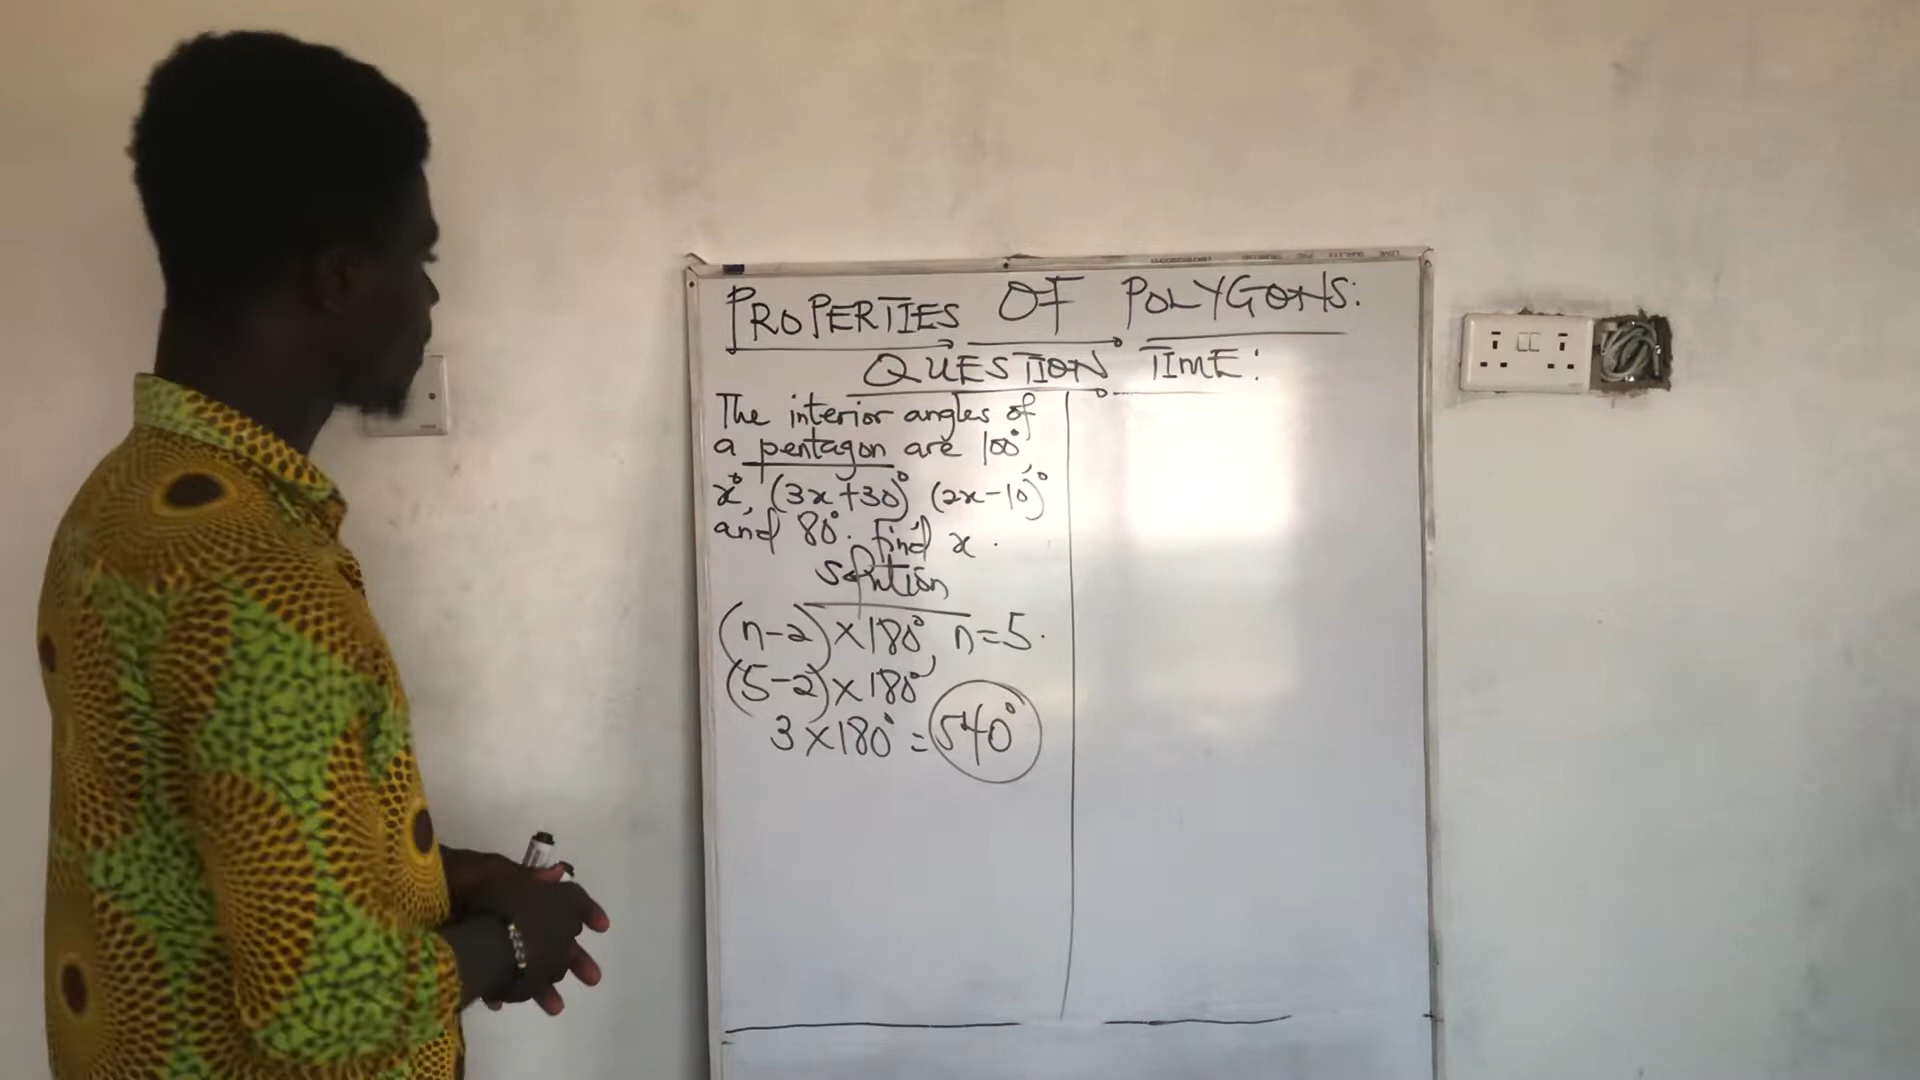 PROPERTIES OF POLYGONS:
QUESTION TIME:
The interior angles of
a pentagon are 100°,
x°, (3x+30)° (2x-10)°
and 80°. Find x.
Solution
(n-2) × 180°, n=5.
(5-2) × 180°
3 × 180° = 540°